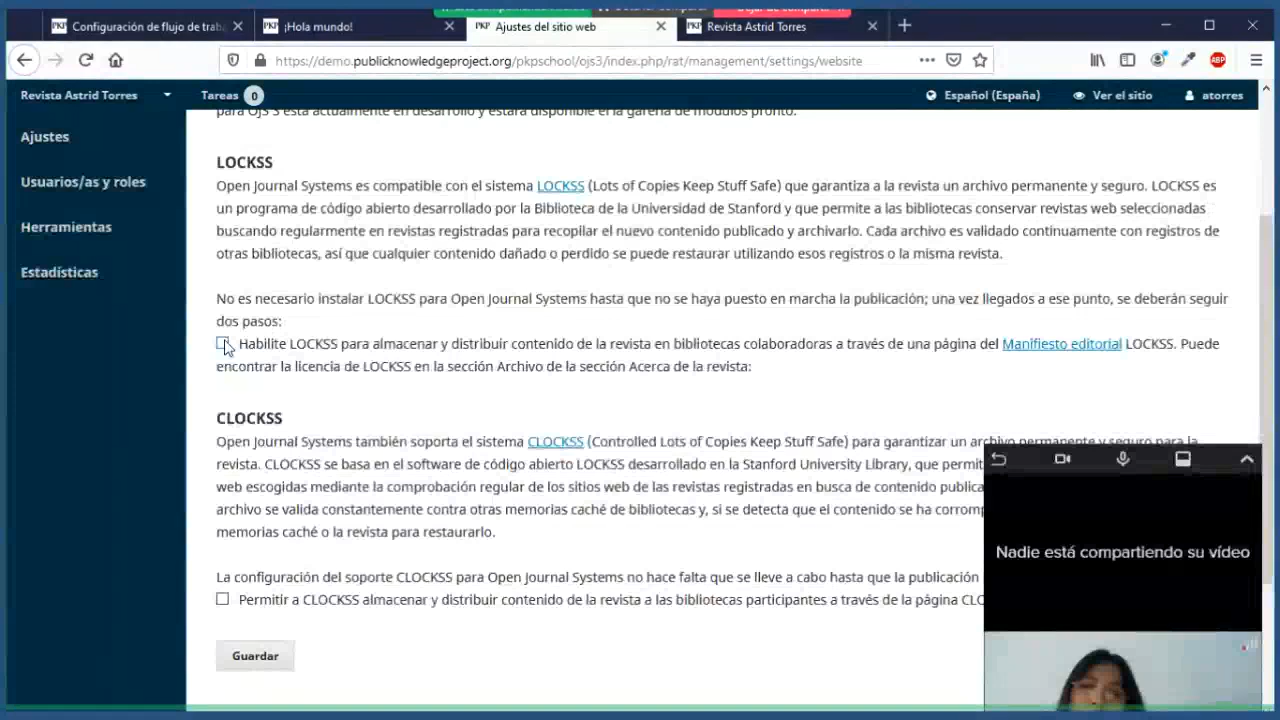 Configuración de flujo de trab
¡Hola mundo!
Ajustes del sitio web
Revista Astrid Torres
https://demo.publicknowledgeproject.org/pkpschool/ojs3/index.php/rat/management/settings/website
ABP
Revista Astrid Torres
Tareas 0
Español (España)
Ver el sitio
atorres
Ajustes
Usuarios/as y roles
Herramientas
Estadísticas
para OJS 3 está actualmente en desarrollo y estará disponible el la galería de módulos pronto.
LOCKSS
Open Journal Systems es compatible con el sistema LOCKSS (Lots of Copies Keep Stuff Safe) que garantiza a la revista un archivo permanente y seguro. LOCKSS es
un programa de código abierto desarrollado por la Biblioteca de la Universidad de Stanford y que permite a las bibliotecas conservar revistas web seleccionadas
buscando regularmente en revistas registradas para recopilar el nuevo contenido publicado y archivarlo. Cada archivo es validado continuamente con registros de
otras bibliotecas, así que cualquier contenido dañado o perdido se puede restaurar utilizando esos registros o la misma revista.
No es necesario instalar LOCKSS para Open Journal Systems hasta que no se haya puesto en marcha la publicación; una vez llegados a ese punto, se deberán seguir
dos pasos:
Habilite LOCKSS para almacenar y distribuir contenido de la revista en bibliotecas colaboradoras a través de una página del Manifiesto editorial LOCKSS. Puede
encontrar la licencia de LOCKSS en la sección Archivo de la sección Acerca de la revista:
CLOCKSS
Open Journal Systems también soporta el sistema CLOCKSS (Controlled Lots of Copies Keep Stuff Safe) para garantizar un archivo permanente y seguro para la
revista. CLOCKSS se basa en el software de código abierto LOCKSS desarrollado en la Stanford University Library, que permit
web escogidas mediante la comprobación regular de los sitios web de las revistas registradas en busca de contenido publica
archivo se valida constantemente contra otras memorias caché de bibliotecas y, si se detecta que el contenido se ha corromp
memorias caché o la revista para restaurarlo.
La configuración del soporte CLOCKSS para Open Journal Systems no hace falta que se lleve a cabo hasta que la publicación
Permitir a CLOCKSS almacenar y distribuir contenido de la revista a las bibliotecas participantes a través de la página CLO
Guardar
Nadie está compartiendo su vídeo